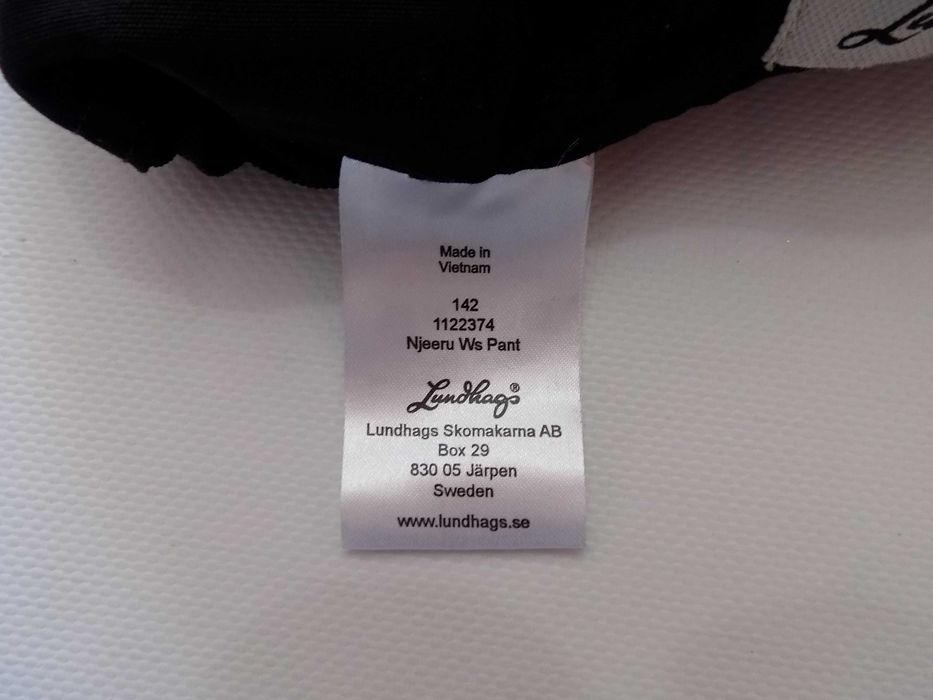 Made in
Vietnam
142
1122374
Njeeru Ws Pant
Lundhags®
Lundhags Skomakarna AB
Box 29
830 05 Järpen
Sweden
www.lundhags.se